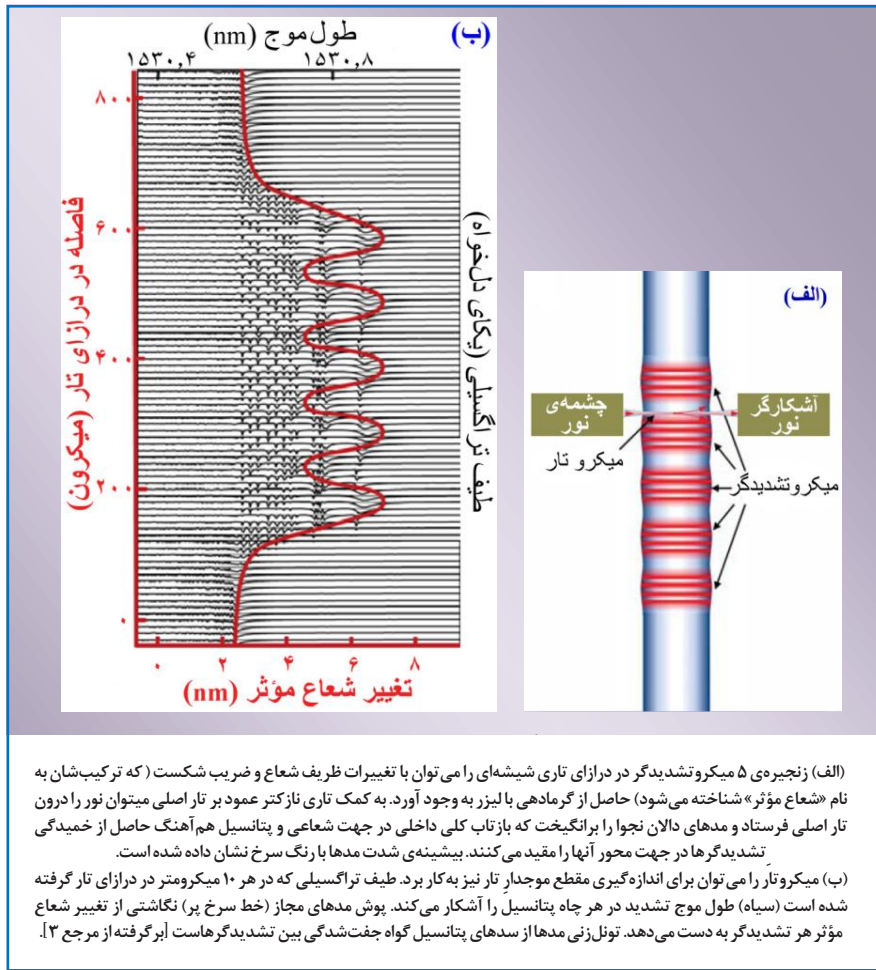 (ب)
طول موج (nm)
۱۵۳۰٫۴
۱۵۳۰٫۸
۸۰۰
۶۰۰
۴۰۰
۲۰۰
۰
فاصله در درازای تار (میکرون)
طیف تراگسیلی (یکای دل‌خواه)
۰ ۲ ۴ ۶ ۸
تغییر شعاع مؤثر (nm)
(الف)
چشمه‌ی
نور
آشکارگر
نور
میکرو تار
میکروتشدیدگر
(الف) زنجیره‌ی ۵ میکروتشدیدگر در درازای تاری شیشه‌ای را می‌توان با تغییرات ظریف شعاع و ضریب شکست ( که ترکیب‌شان به
نام «شعاع مؤثر» شناخته می‌شود) حاصل از گرمادهی با لیزر به وجود آورد. به کمک تاری نازکتر عمود بر تار اصلی میتوان نور را درون
تار اصلی فرستاد و مدهای دالان نجوا را برانگیخت که بازتاب کلی داخلی در جهت شعاعی و پتانسیل هم‌آهنگ حاصل از خمیدگی
تشدیدگرها در جهت محور آنها را مقید می‌کنند. بیشینه‌ی شدت مدها با رنگ سرخ نشان داده شده است.
(ب) میکروتار را می‌توان برای اندازه‌گیری مقطع موجدارِ تار نیز به کار برد. طیف تراگسیلی که در هر ۱۰ میکرومتر در درازای تار گرفته
شده است (سیاه) طول موج تشدید در هر چاه پتانسیل را آشکار می‌کند. پوش مدهای مجاز (خط سرخ پر) نگاشتی از تغییر شعاع
مؤثر هر تشدیدگر به دست می‌دهد. تونل‌زنی مدها از سدهای پتانسیل گواه جفت‌شدگی بین تشدیدگرهاست [برگرفته از مرجع ۳].